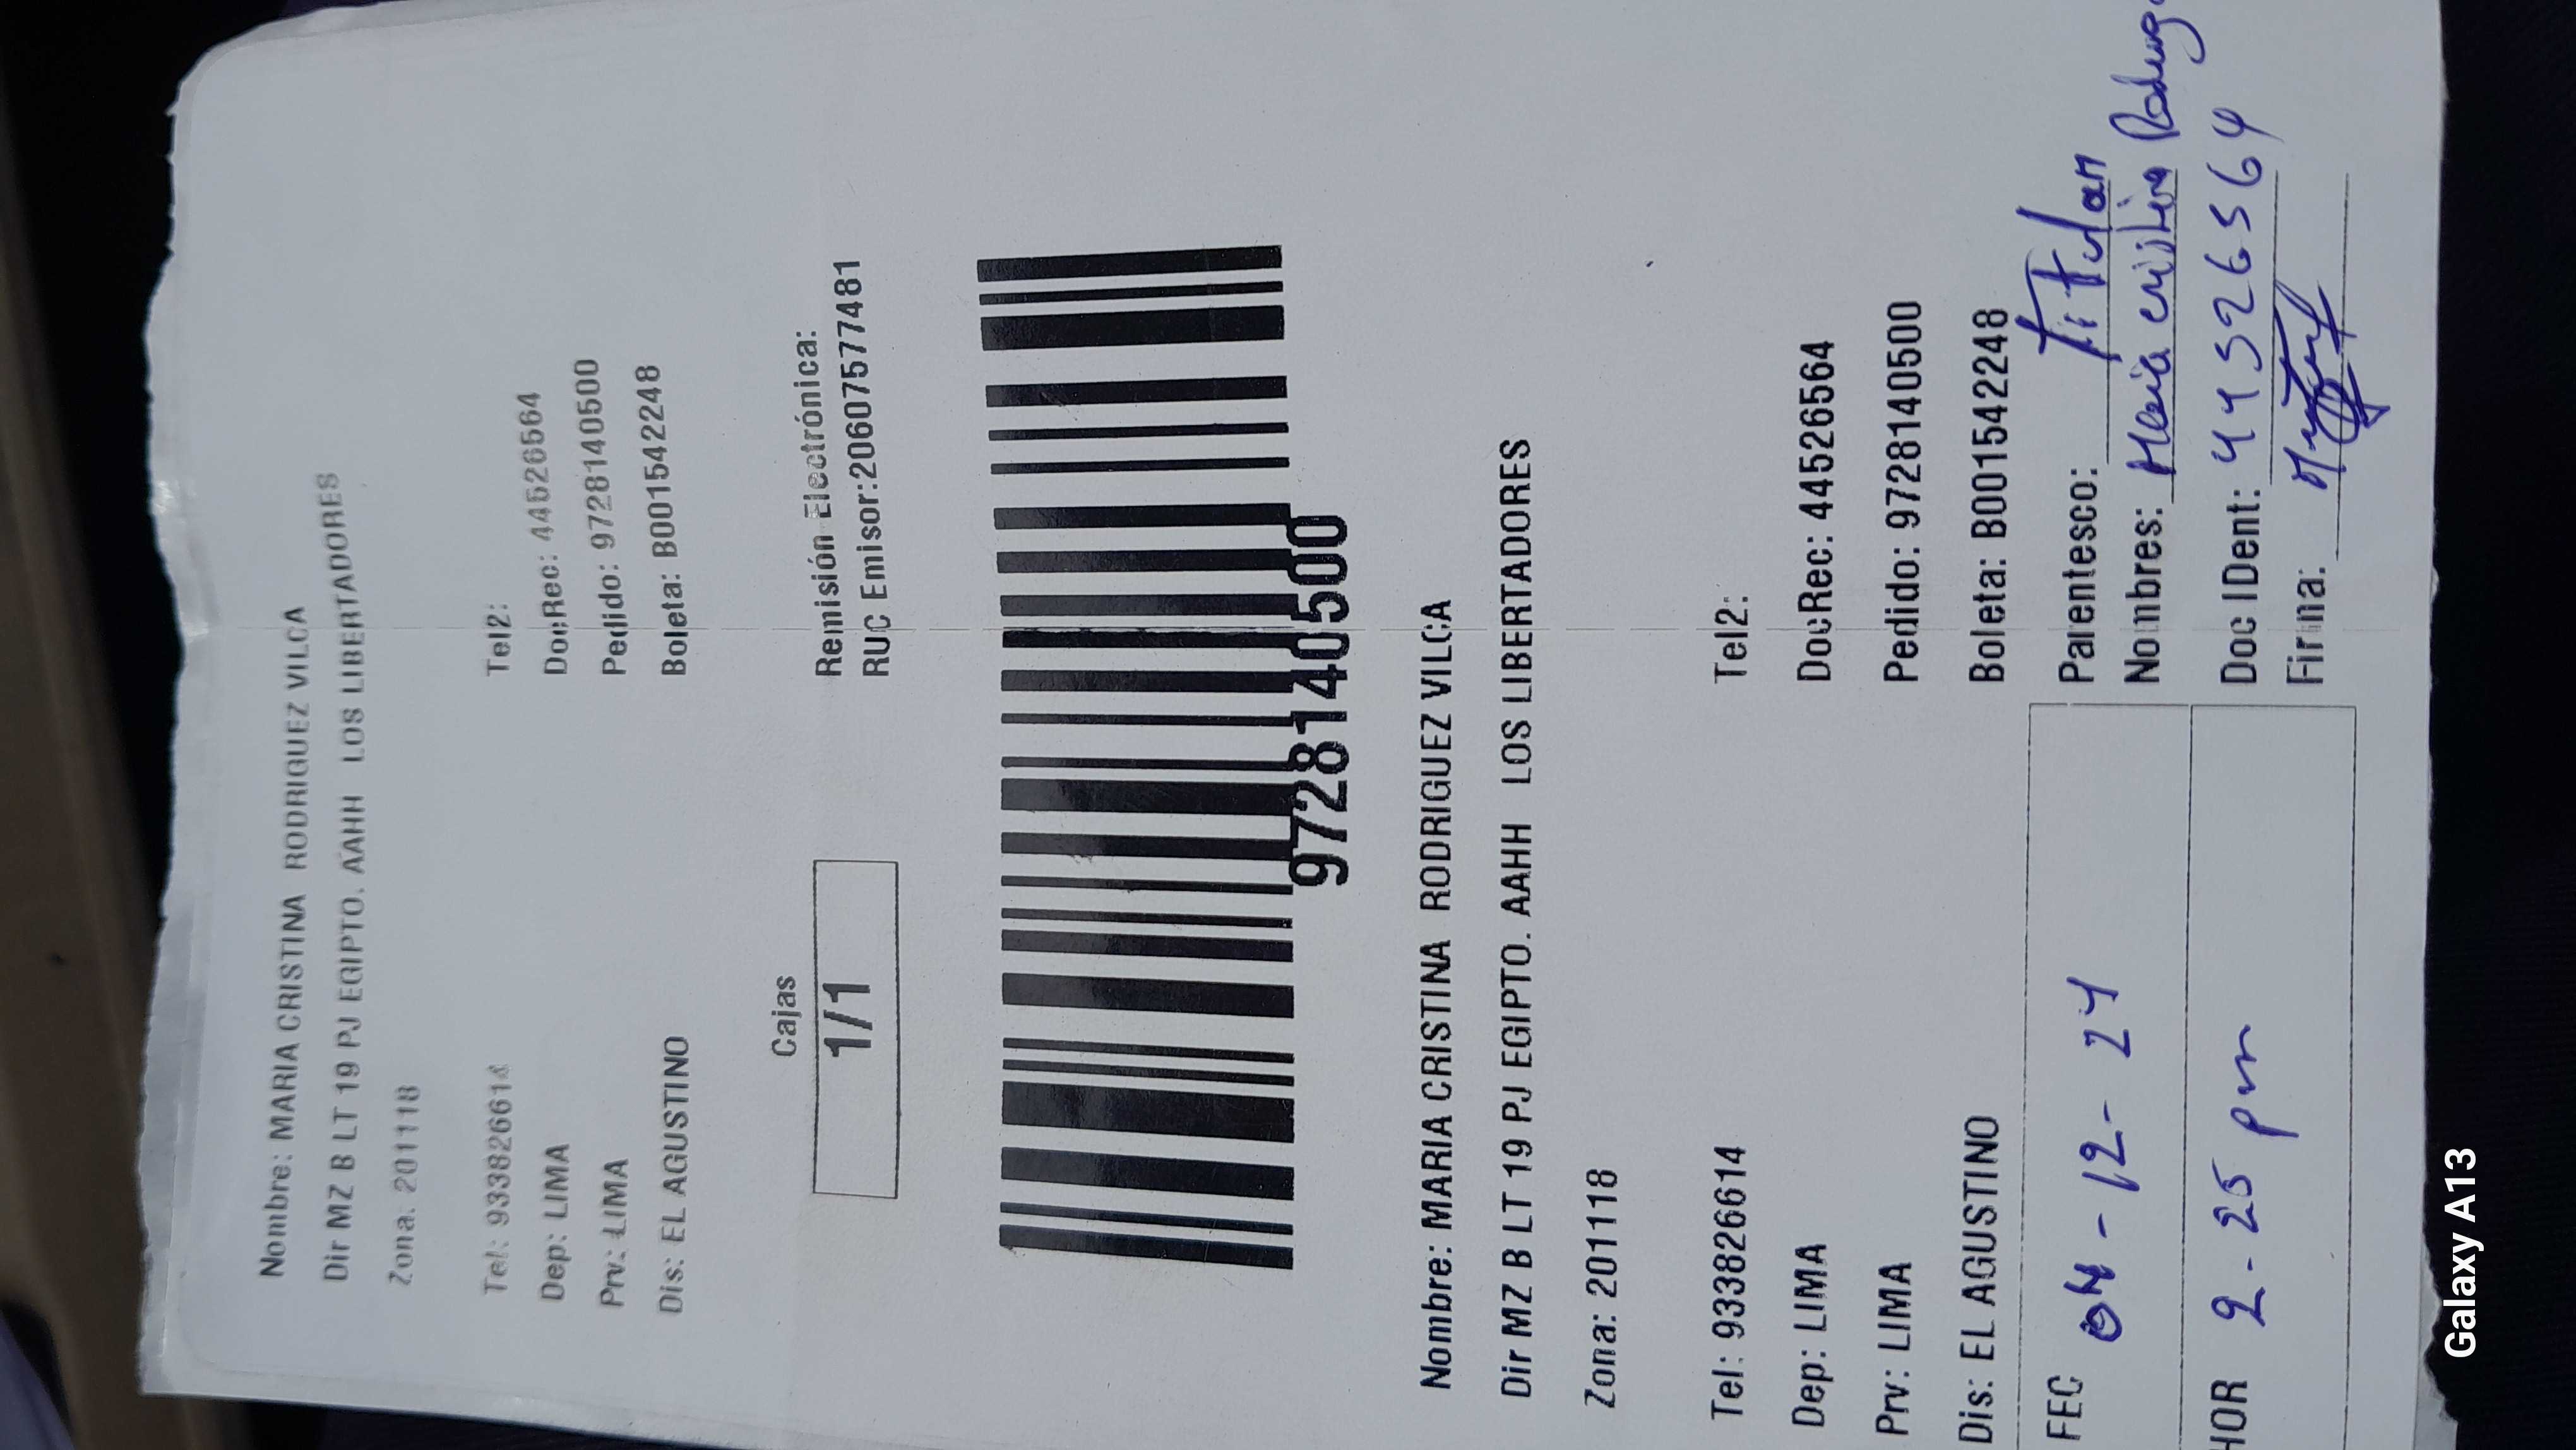 Nombre: MARIA CRISTINA RODRIGUEZ VILCA
Dir MZ B LT 19 PJ EGIPTO. AAHH LOS LIBERTADORES
Zona. 201118
Tel: 933826614 Tel2:
Dep: LIMA DocRec: 44526564
Prv: LIMA Pedido: 972814050​0
Dis: EL AGUSTINO Boleta: B001542248
Cajas
1/1
Remisión Electrónica:
RUC Emisor:20607577481
9728140500
Nombre: MARIA CRISTINA RODRIGUEZ VILCA
Dir MZ B LT 19 PJ EGIPTO. AAHH LOS LIBERTADORES
Zona: 201118
Tel: 933826614 Tel2:
Dep: LIMA DocRec: 44526564
Prv: LIMA Pedido: 9728140500
Dis: EL AGUSTINO Boleta: B001542248
FEC 04-12-24
HOR 2-25 pm
Parentesco: Titular
Nombres: Maria cristina
Doc IDent: 44526564
Firma:
Galaxy A13